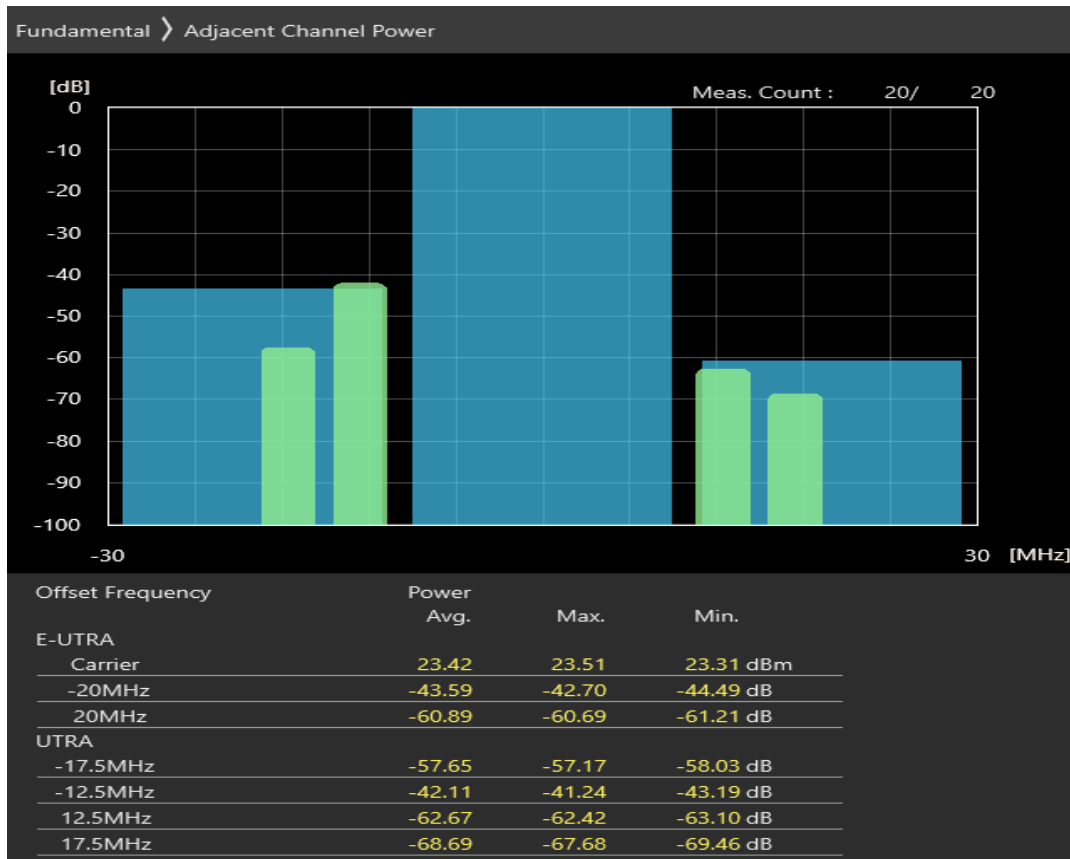 Fundamental ❯ Adjacent Channel Power
[dB]
Meas. Count : 20/ 20
0
-10
-20
-30
-40
-50
-60
-70
-80
-90
-100
-30 30 [MHz]
Offset Frequency Power
Avg. Max. Min.
E-UTRA
Carrier 23.42 23.51 23.31 dBm
-20MHz -43.59 -42.70 -44.49 dB
20MHz -60.89 -60.69 -61.21 dB
UTRA
-17.5MHz -57.65 -57.17 -58.03 dB
-12.5MHz -42.11 -41.24 -43.19 dB
12.5MHz -62.67 -62.42 -63.10 dB
17.5MHz -68.69 -67.68 -69.46 dB